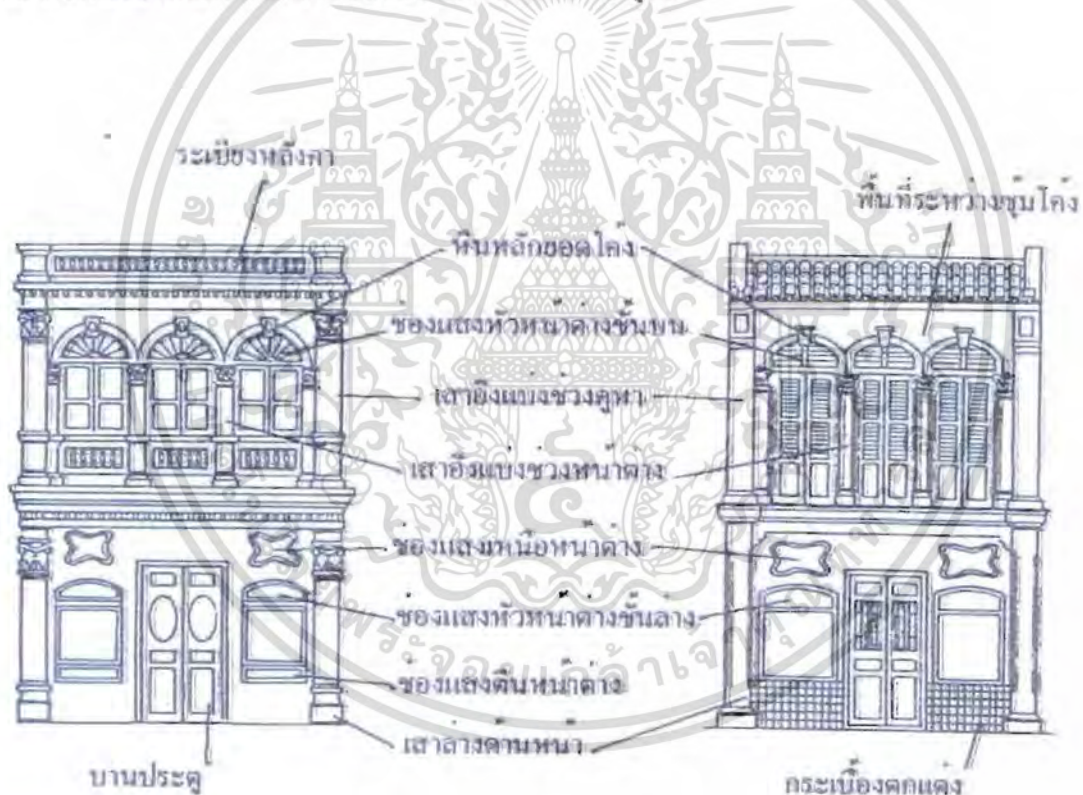 ระเบียงหลังคา
พื้นที่ระหว่างซุ้มโค้ง
หินหลักยอดโค้ง
ช่องแสงหัวหน้าต่างชั้นบน
เสาอิงแบ่งช่วงคูหา
เสาอิงแบ่งช่วงหน้าต่าง
ช่องแสงเหนือหน้าต่าง
ช่องแสงหัวหน้าต่างชั้นล่าง
ช่องแสงตีนหน้าต่าง
เสาล่างด้านหน้า
บานประตู
กระเบื้องตกแต่ง